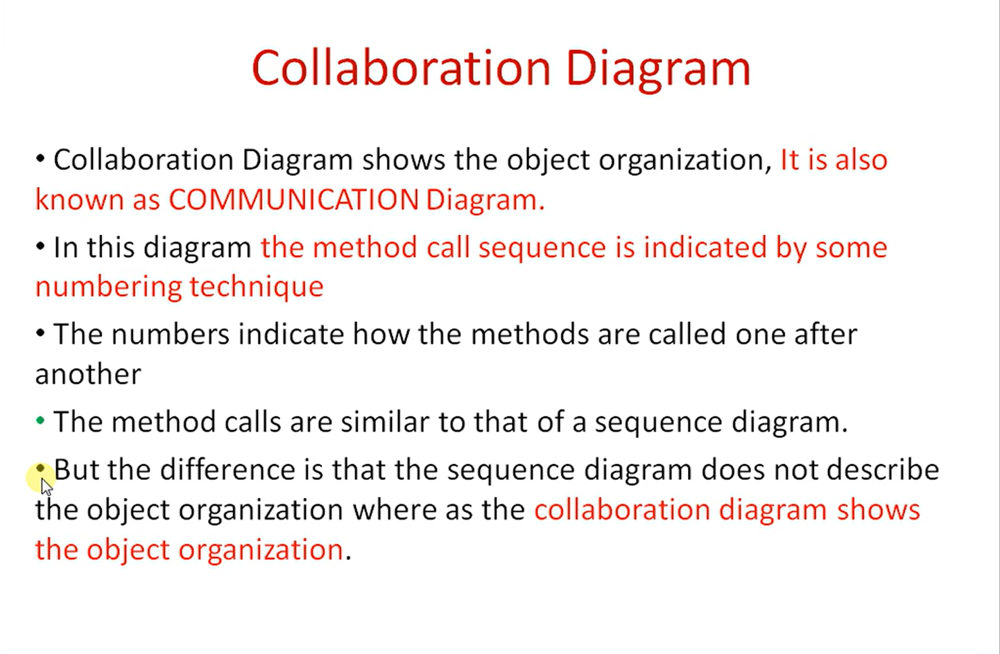 Collaboration Diagram
• Collaboration Diagram shows the object organization, It is also
known as COMMUNICATION Diagram.
• In this diagram the method call sequence is indicated by some
numbering technique
• The numbers indicate how the methods are called one after
another
• The method calls are similar to that of a sequence diagram.
• But the difference is that the sequence diagram does not describe
the object organization where as the collaboration diagram shows
the object organization.